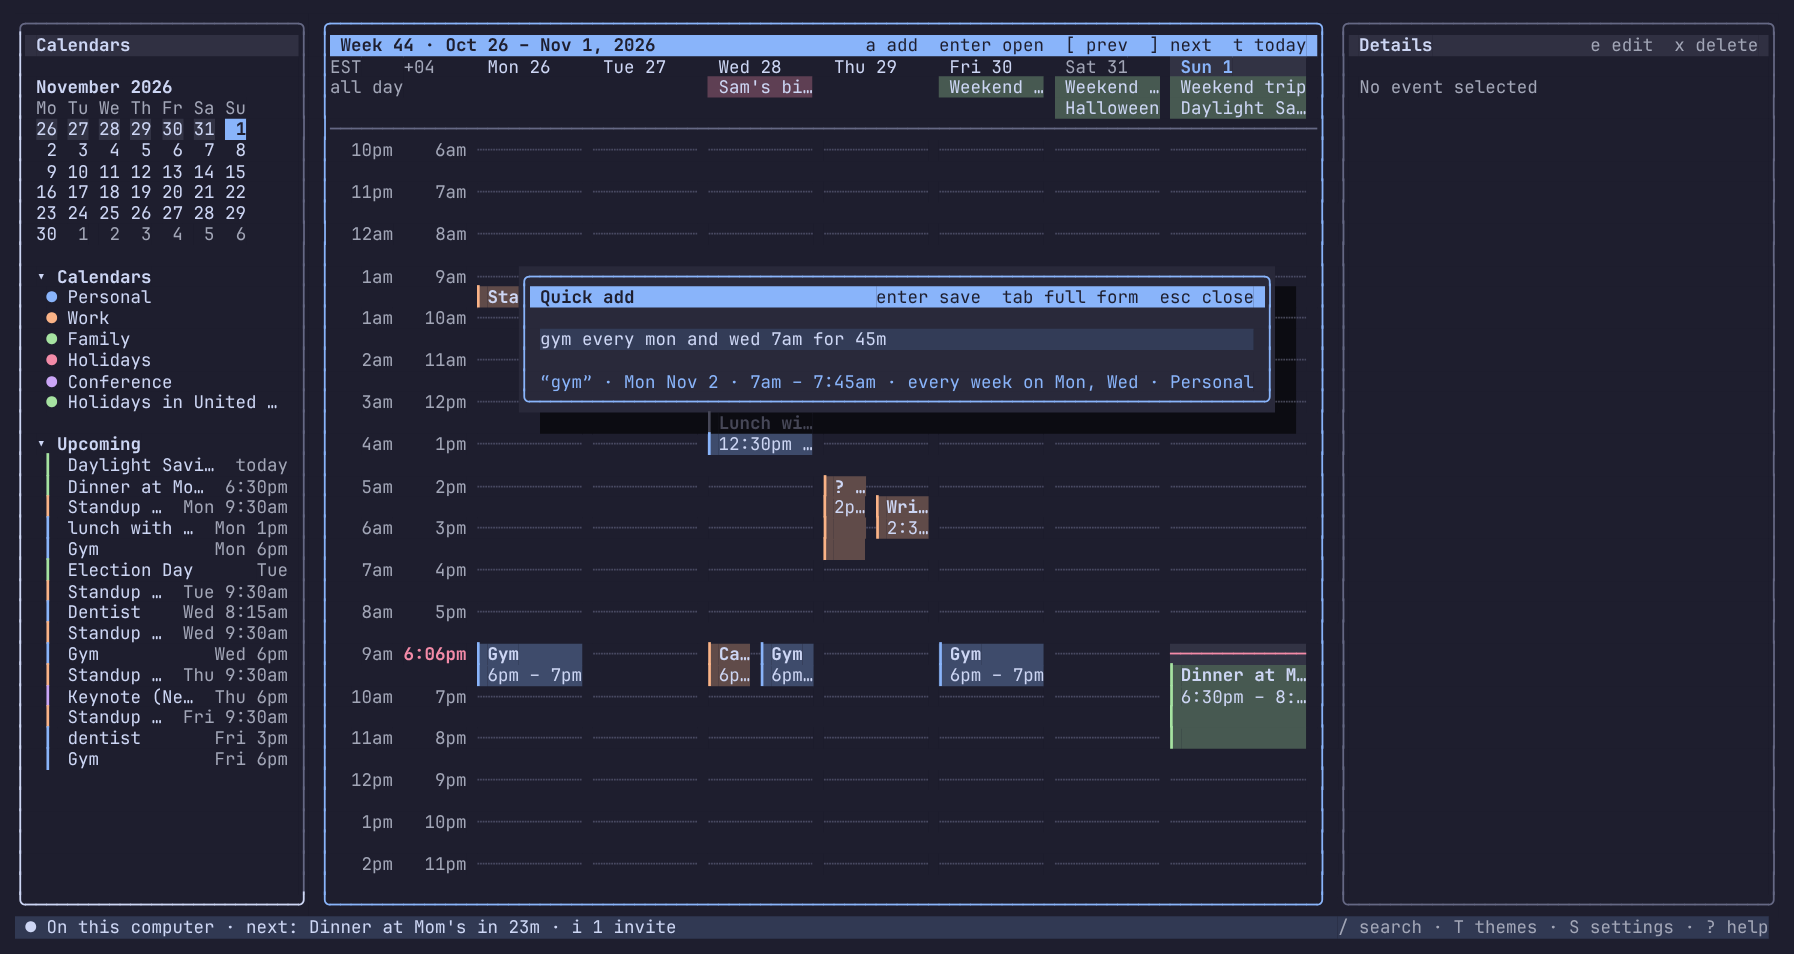 Calendars
November 2026
Mo Tu We Th Fr Sa Su
26 27 28 29 30 31 1
2 3 4 5 6 7 8
9 10 11 12 13 14 15
16 17 18 19 20 21 22
23 24 25 26 27 28 29
30 1 2 3 4 5 6
▾ Calendars
Personal
Work
Family
Holidays
Conference
Holidays in United …
▾ Upcoming
Daylight Savi… today
Dinner at Mo… 6:30pm
Standup … Mon 9:30am
lunch with … Mon 1pm
Gym Mon 6pm
Election Day Tue
Standup … Tue 9:30am
Dentist Wed 8:15am
Standup … Wed 9:30am
Gym Wed 6pm
Standup … Thu 9:30am
Keynote (Ne… Thu 6pm
Standup … Fri 9:30am
dentist Fri 3pm
Gym Fri 6pm
Week 44 · Oct 26 – Nov 1, 2026 a add enter open [ prev ] next t today
EST +04 Mon 26 Tue 27 Wed 28 Thu 29 Fri 30 Sat 31 Sun 1
all day Sam's bi… Weekend … Weekend … Weekend trip
Halloween Daylight Sa…
10pm 6am
11pm 7am
12am 8am
1am 9am
Sta
Quick add enter save tab full form esc close
1am 10am
gym every mon and wed 7am for 45m
2am 11am
“gym” · Mon Nov 2 · 7am – 7:45am · every week on Mon, Wed · Personal
3am 12pm
Lunch wi…
4am 1pm 12:30pm …
5am 2pm ? …
2p… Wri…
6am 3pm 2:3…
7am 4pm
8am 5pm
9am 6:06pm Gym Ca… Gym Gym
6pm – 7pm 6p… 6pm… 6pm – 7pm Dinner at M…
10am 7pm 6:30pm – 8:…
11am 8pm
12pm 9pm
1pm 10pm
2pm 11pm
Details e edit x delete
No event selected
● On this computer · next: Dinner at Mom's in 23m · i 1 invite / search · T themes · S settings · ? help